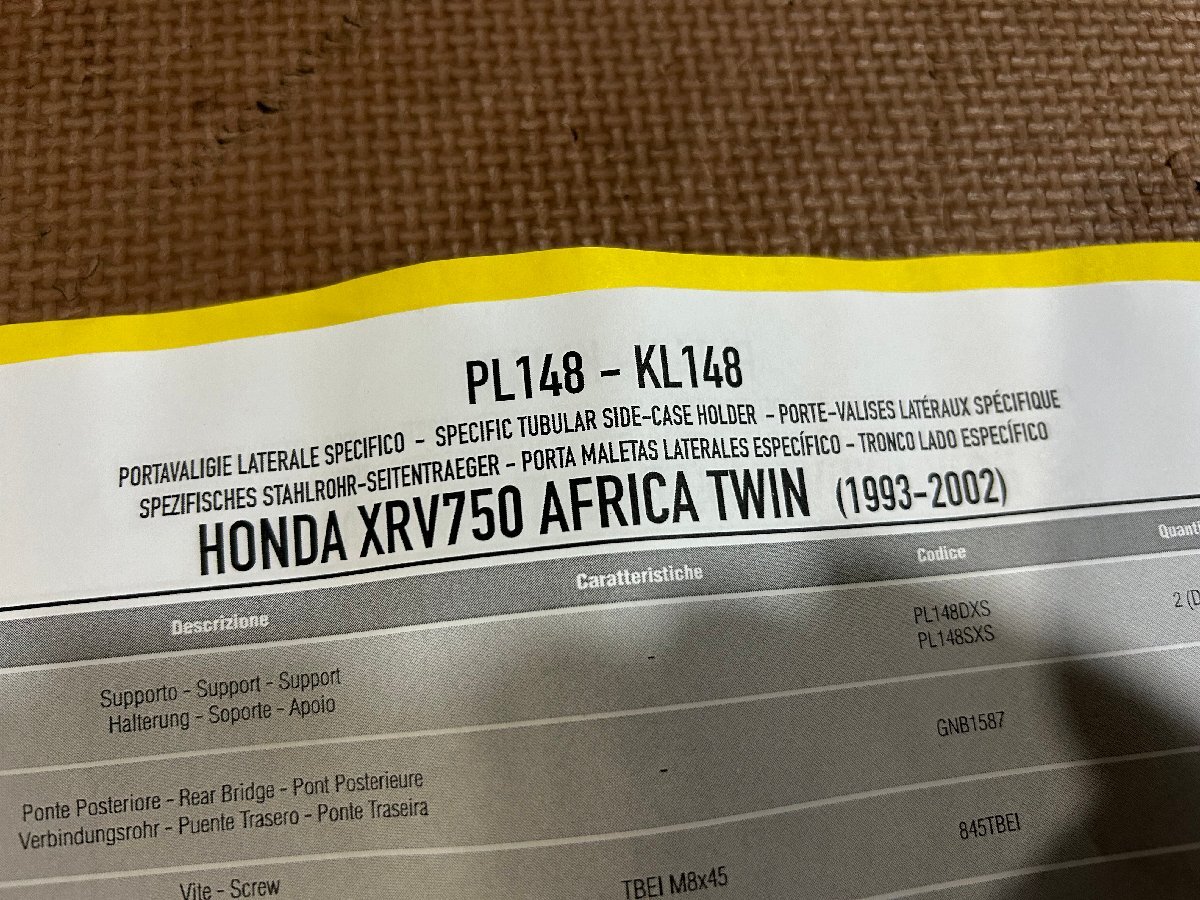 PL148 - KL148
PORTAVALIGIE LATERALE SPECIFICO - SPECIFIC TUBULAR SIDE-CASE HOLDER - PORTE-VALISES LATÉRAUX SPÉCIFIQUE
SPEZIFISCHES STAHLROHR-SEITENTRAEGER - PORTA MALETAS LATERALES ESPECÍFICO - TRONCO LADO ESPECÍFICO
HONDA XRV750 AFRICA TWIN (1993-2002)
Descrizione Caratteristiche Codice
Supporto - Support - Support
Halterung - Soporte - Apoio
-
PL148DXS
PL148SXS
2 (D
Ponte Posteriore - Rear Bridge - Pont Posterieure
Verbindungsrohr - Puente Trasero - Ponte Traseira
-
GNB1587
Vite - Screw
TBEI M8x45
845TBEI